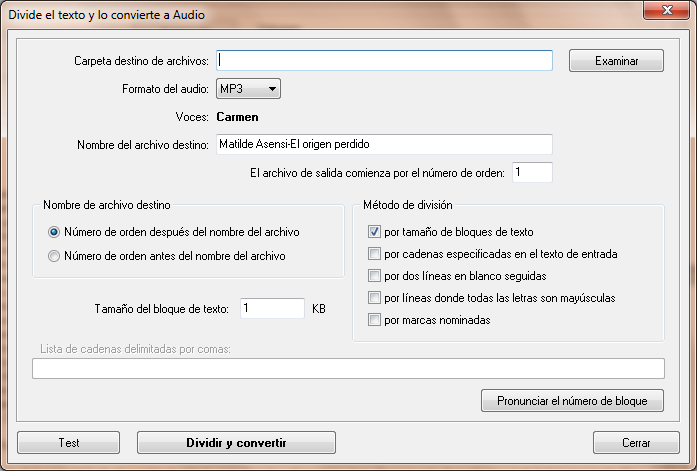 Divide el texto y lo convierte a Audio
Carpeta destino de archivos:
Examinar
Formato del audio:
MP3
Voces: Carmen
Nombre del archivo destino:
Matilde Asensi-El origen perdido
El archivo de salida comienza por el número de orden:
1
Nombre de archivo destino
Número de orden después del nombre del archivo
Número de orden antes del nombre del archivo
Tamaño del bloque de texto:
1
KB
Método de división
por tamaño de bloques de texto
por cadenas especificadas en el texto de entrada
por dos líneas en blanco seguidas
por líneas donde todas las letras son mayúsculas
por marcas nominadas
Lista de cadenas delimitadas por comas:
Pronunciar el número de bloque
Test
Dividir y convertir
Cerrar